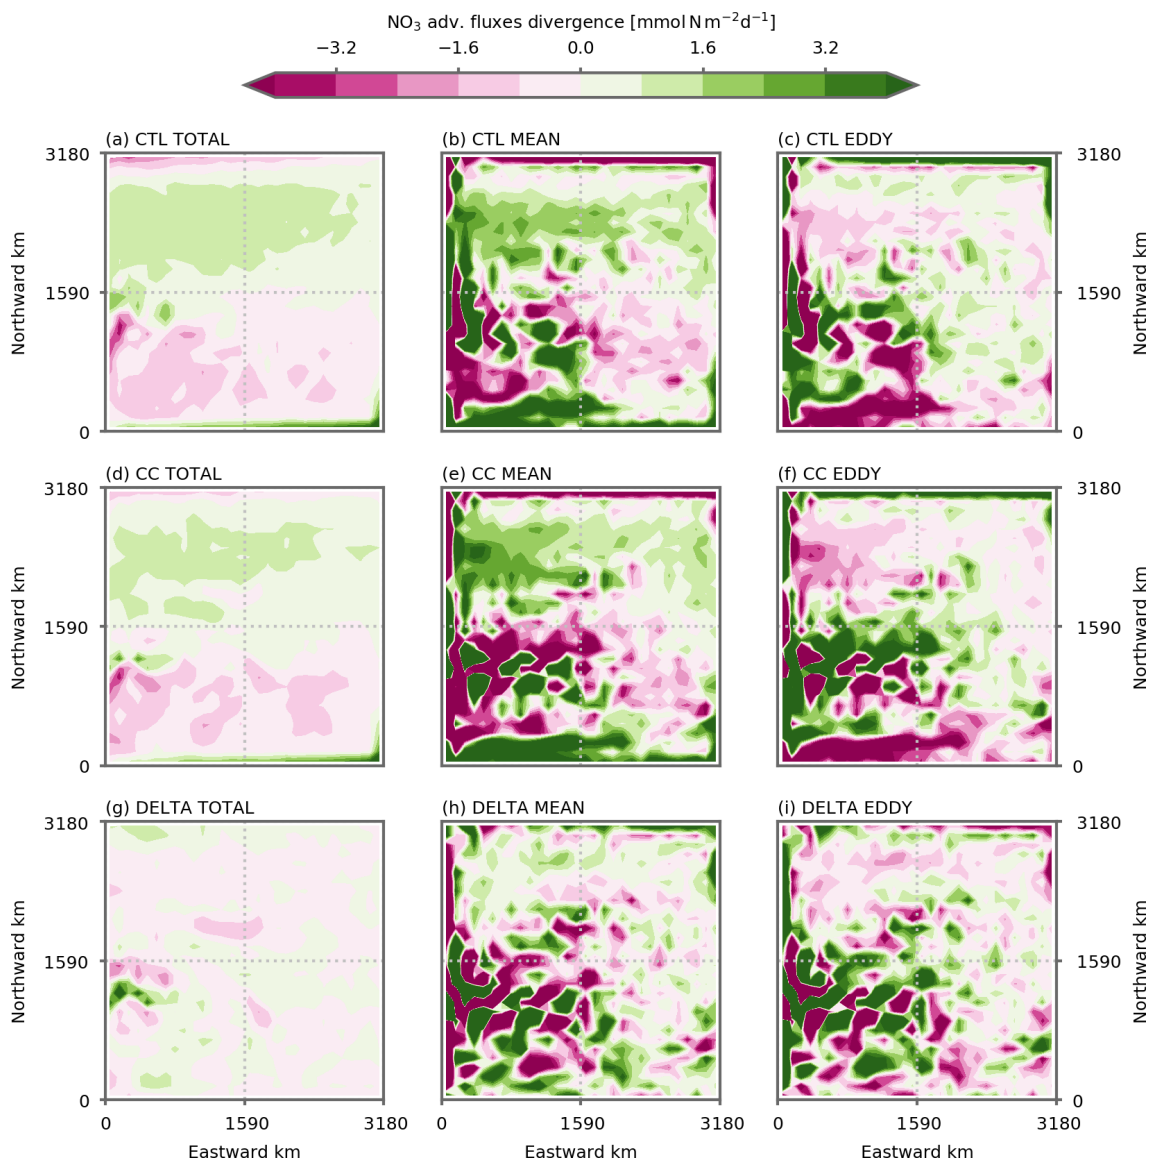 NO₃ adv. fluxes divergence [mmol N m⁻²d⁻¹]
−3.2 −1.6 0.0 1.6 3.2
(a) CTL TOTAL (b) CTL MEAN (c) CTL EDDY
3180 3180
1590 1590
0 0
Northward km Northward km
(d) CC TOTAL (e) CC MEAN (f) CC EDDY
3180 3180
1590 1590
0 0
Northward km Northward km
(g) DELTA TOTAL (h) DELTA MEAN (i) DELTA EDDY
3180 3180
1590 1590
0 0
Northward km Northward km
0 1590 3180 0 1590 3180 0 1590 3180
Eastward km Eastward km Eastward km